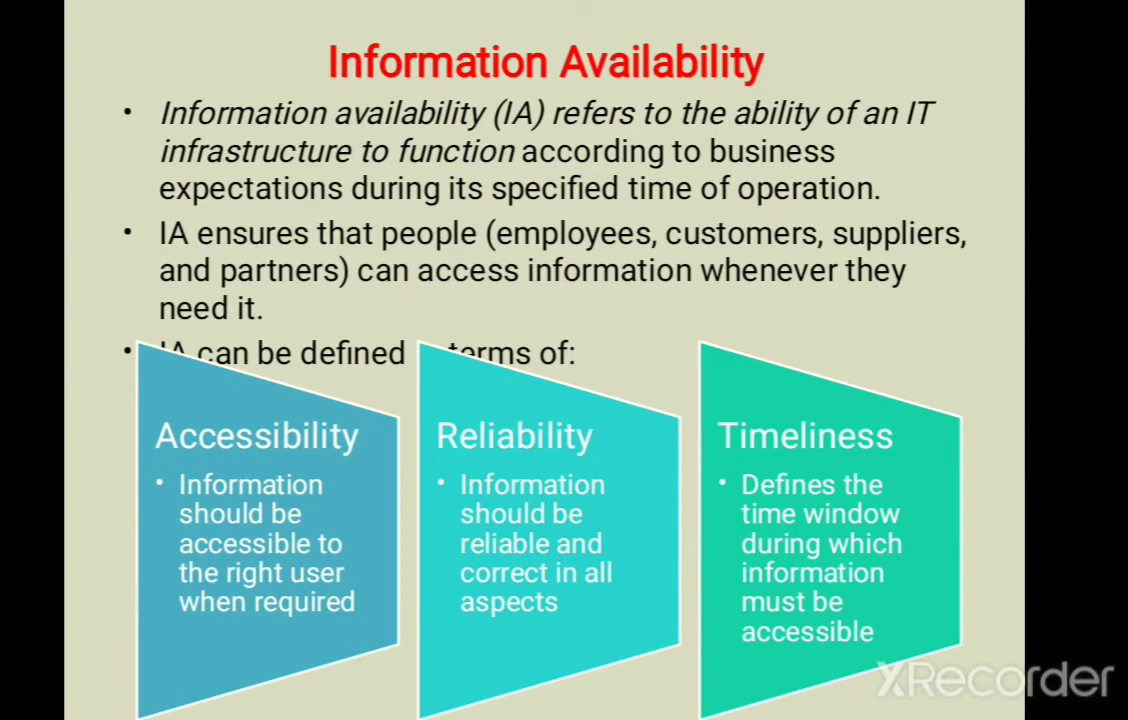 Information Availability
• Information availability (IA) refers to the ability of an IT
infrastructure to function according to business
expectations during its specified time of operation.
• IA ensures that people (employees, customers, suppliers,
and partners) can access information whenever they
need it.
• IA can be defined terms of:
Accessibility
• Information
should be
accessible to
the right user
when required
Reliability
• Information
should be
reliable and
correct in all
aspects
Timeliness
• Defines the
time window
during which
information
must be
accessible
XRecorder